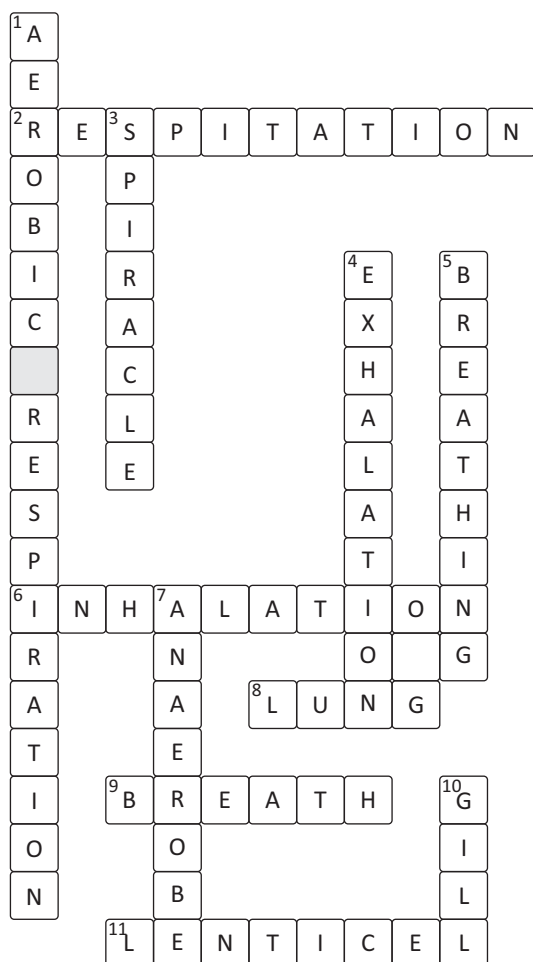 1 A
E
2 R E 3 S P I T A T I O N
O P
B I
I R 4 E 5 B
C A X R
C H E
R L A A
E E L T
S A H
P T I
6 I N H 7 A L A T I O N
R N O G
A A 8 L U N G
T E
I 9 B R E A T H 10 G
O O I
N B L
11 L E N T I C E L